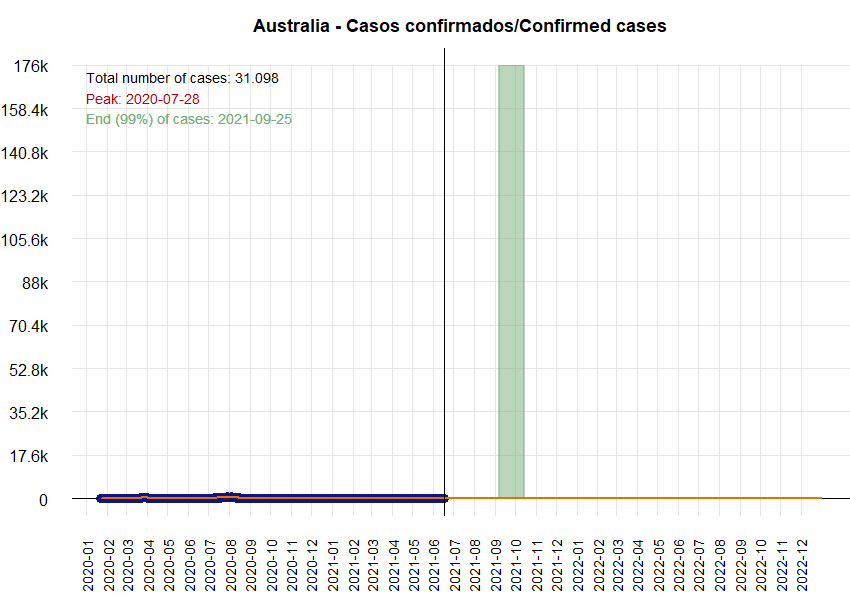 Australia - Casos confirmados/Confirmed cases
176k
Total number of cases: 31.098
Peak: 2020-07-28
End (99%) of cases: 2021-09-25
158.4k
140.8k
123.2k
105.6k
88k
70.4k
52.8k
35.2k
17.6k
0
2020-01
2020-02
2020-03
2020-04
2020-05
2020-06
2020-07
2020-08
2020-09
2020-10
2020-11
2020-12
2021-01
2021-02
2021-03
2021-04
2021-05
2021-06
2021-07
2021-08
2021-09
2021-10
2021-11
2021-12
2022-01
2022-02
2022-03
2022-04
2022-05
2022-06
2022-07
2022-08
2022-09
2022-10
2022-11
2022-12